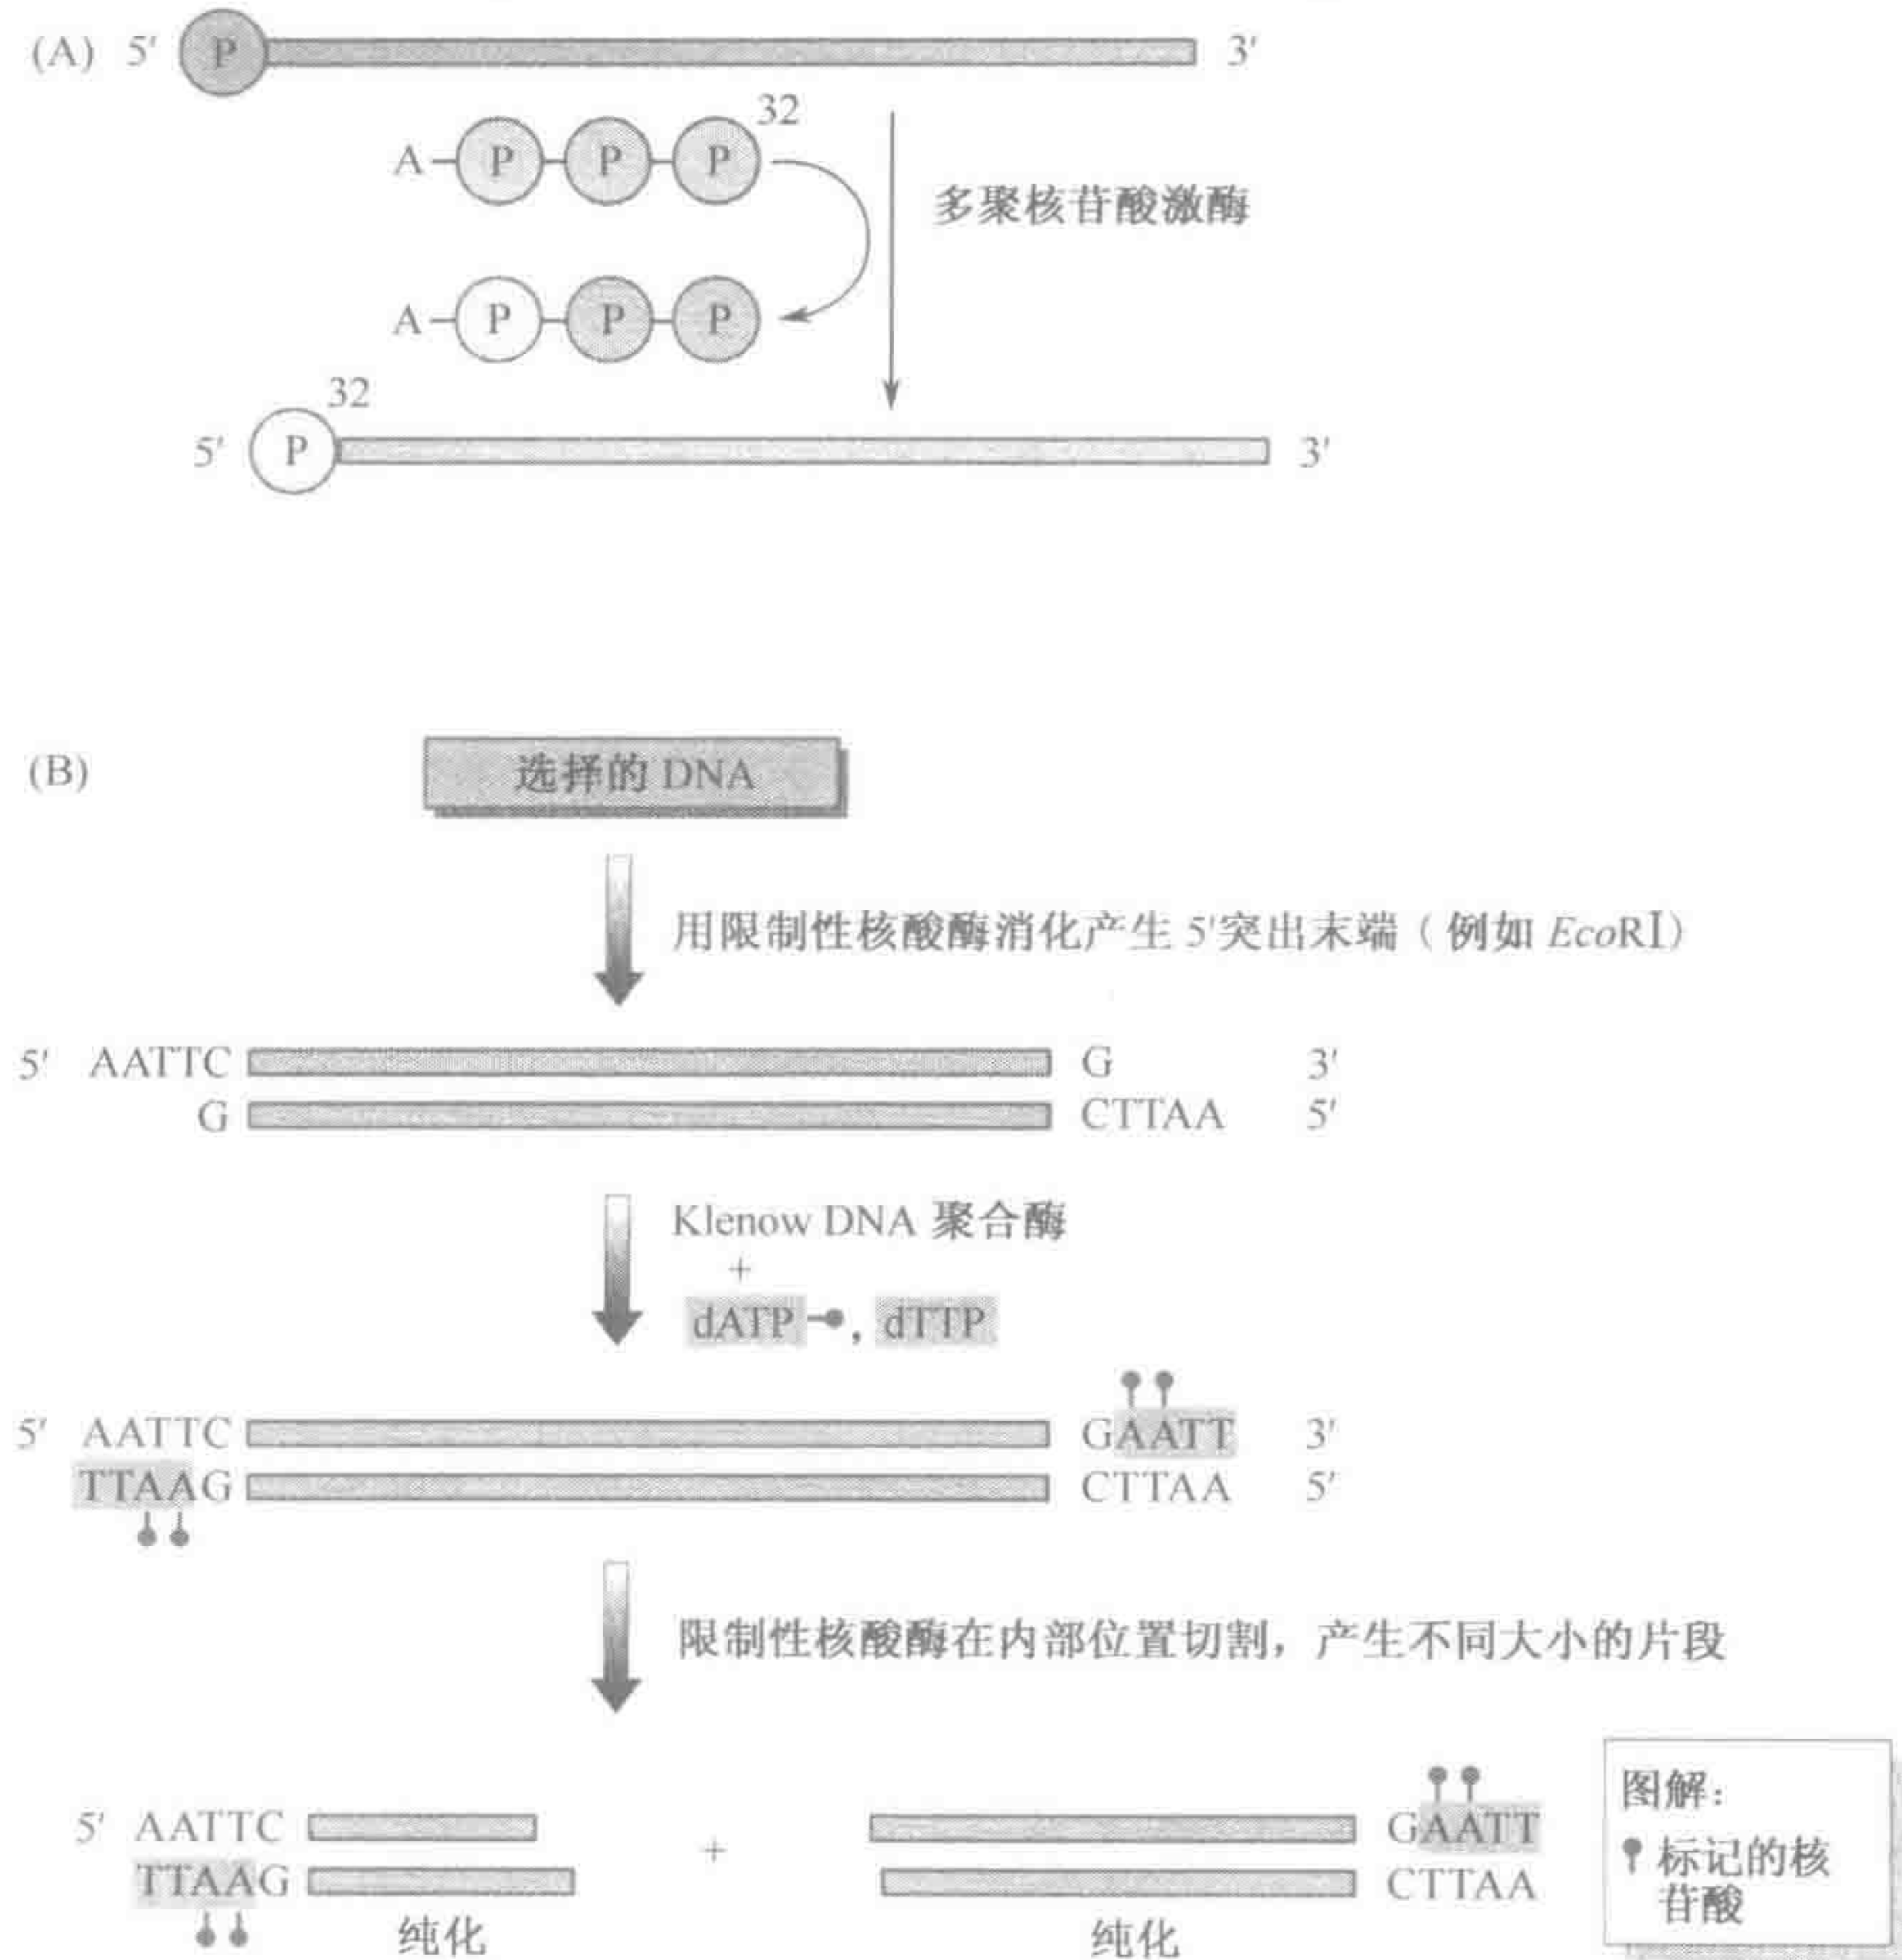 (A) 5′ P 3′
32
A P P P
多聚核苷酸激酶
A P P P
32
5′ P 3′
(B)
选择的 DNA
用限制性核酸酶消化产生 5′突出末端（例如 EcoRⅠ）
5′ AATTC G 3′
G CTTAA 5′
Klenow DNA 聚合酶
+
dATP , dTTP
5′ AATTC GAATT 3′
TTAAG CTTAA 5′
限制性核酸酶在内部位置切割，产生不同大小的片段
5′ AATTC + GAATT
TTAAG CTTAA
纯化 纯化
图解：
标记的核
苷酸